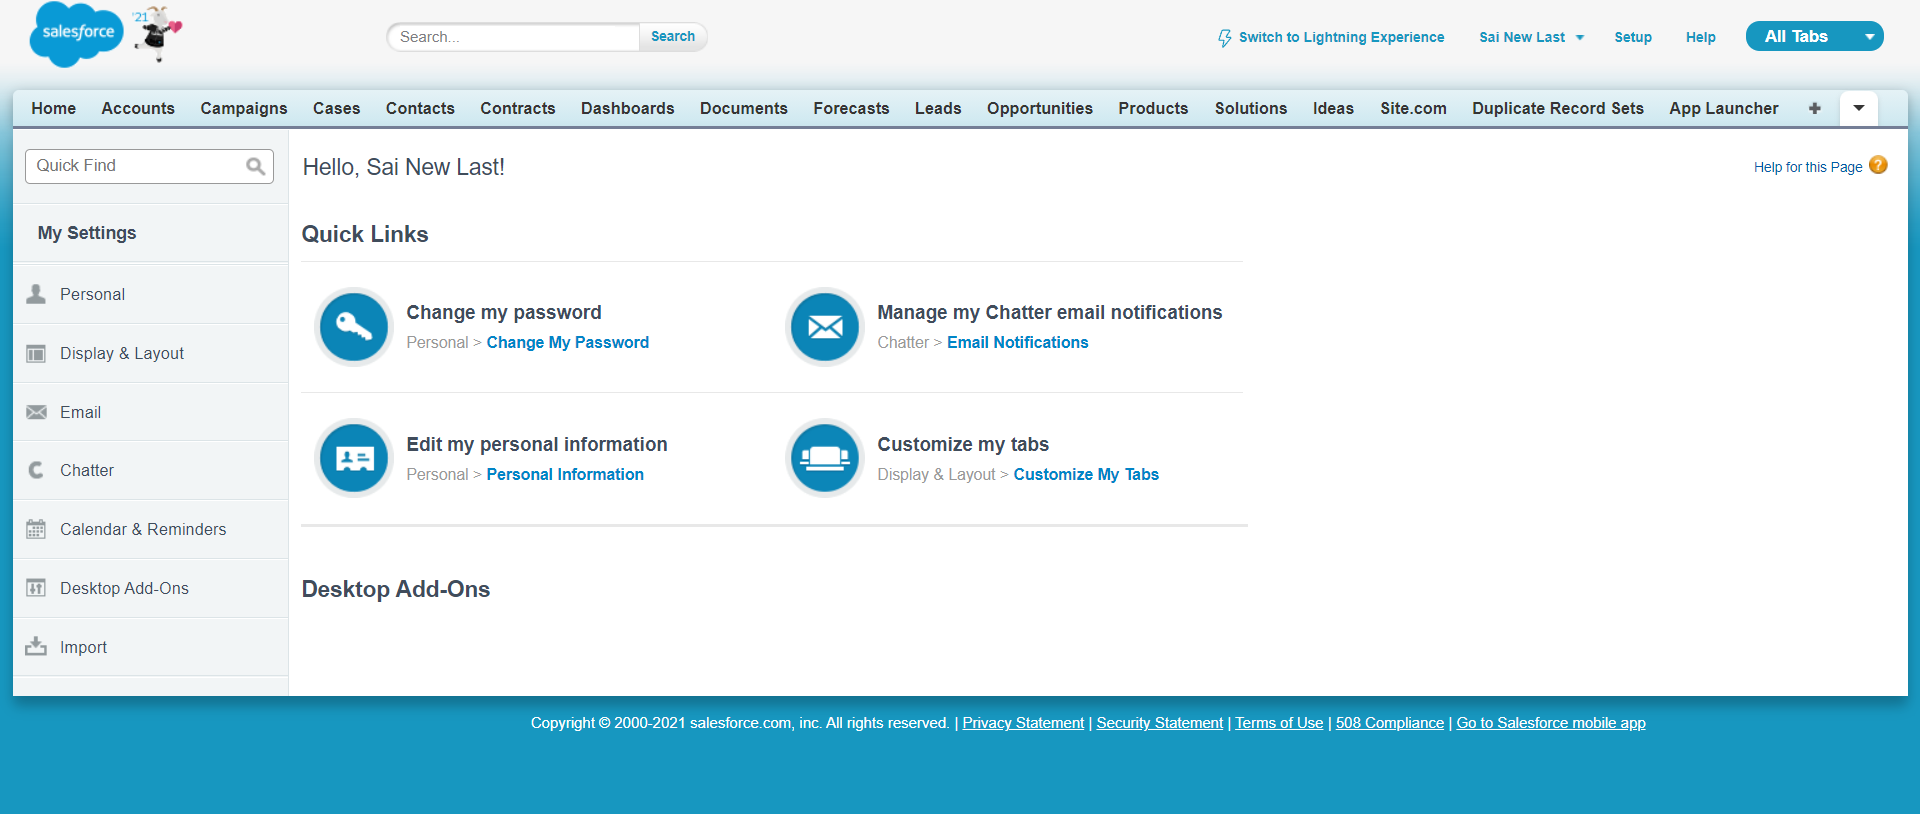 salesforce '21
Search... Search
Switch to Lightning Experience Sai New Last Setup Help All Tabs
Home Accounts Campaigns Cases Contacts Contracts Dashboards Documents Forecasts Leads Opportunities Products Solutions Ideas Site.com Duplicate Record Sets App Launcher +
Quick Find
My Settings
Personal
Display & Layout
Email
Chatter
Calendar & Reminders
Desktop Add-Ons
Import
Hello, Sai New Last!
Help for this Page ?
Quick Links
Change my password
Personal > Change My Password
Manage my Chatter email notifications
Chatter > Email Notifications
Edit my personal information
Personal > Personal Information
Customize my tabs
Display & Layout > Customize My Tabs
Desktop Add-Ons
Copyright © 2000-2021 salesforce.com, inc. All rights reserved. | Privacy Statement | Security Statement | Terms of Use | 508 Compliance | Go to Salesforce mobile app